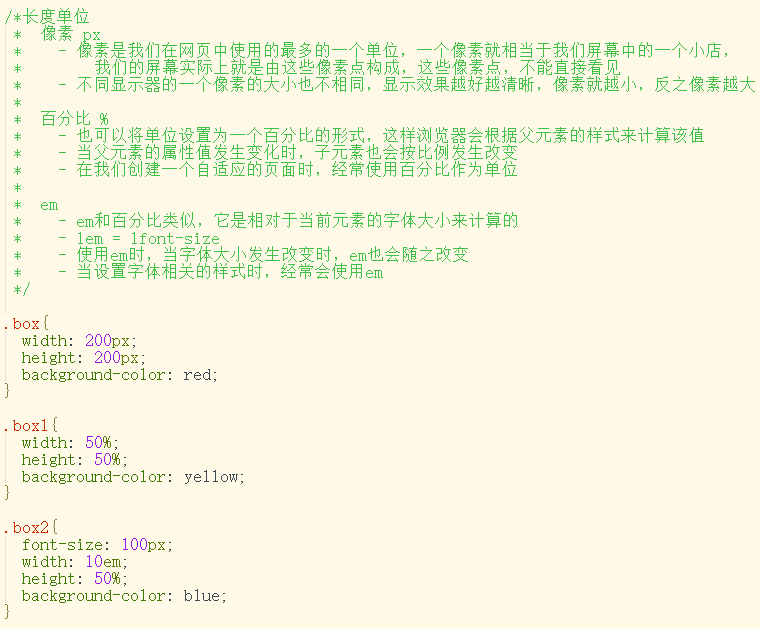 /*长度单位
 *  像素 px
 *    - 像素是我们在网页中使用的最多的一个单位，一个像素就相当于我们屏幕中的一个小店，
 *        我们的屏幕实际上就是由这些像素点构成，这些像素点，不能直接看见
 *    - 不同显示器的一个像素的大小也不相同，显示效果越好越清晰，像素就越小，反之像素越大
 *
 *  百分比 %
 *    - 也可以将单位设置为一个百分比的形式，这样浏览器会根据父元素的样式来计算该值
 *    - 当父元素的属性值发生变化时，子元素也会按比例发生改变
 *    - 在我们创建一个自适应的页面时，经常使用百分比作为单位
 *
 *  em
 *    - em和百分比类似，它是相对于当前元素的字体大小来计算的
 *    - 1em = 1font-size
 *    - 使用em时，当字体大小发生改变时，em也会随之改变
 *    - 当设置字体相关的样式时，经常会使用em
 */
.box{
  width: 200px;
  height: 200px;
  background-color: red;
}
.box1{
  width: 50%;
  height: 50%;
  background-color: yellow;
}
.box2{
  font-size: 100px;
  width: 10em;
  height: 50%;
  background-color: blue;
}